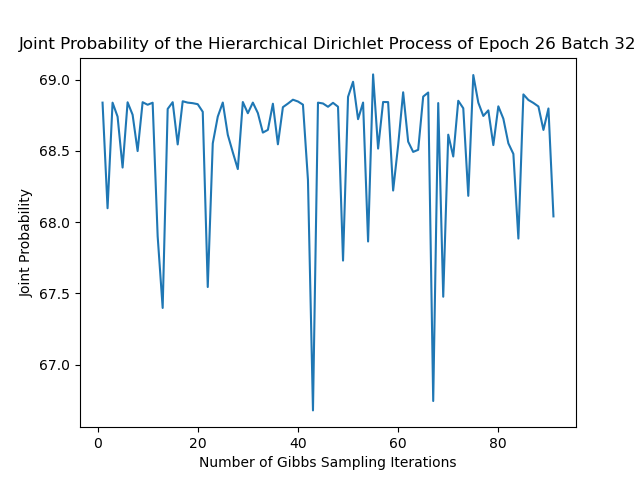 Joint Probability of the Hierarchical Dirichlet Process of Epoch 26 Batch 32
69.0
68.5
68.0
67.5
67.0
Joint Probability
0 20 40 60 80
Number of Gibbs Sampling Iterations